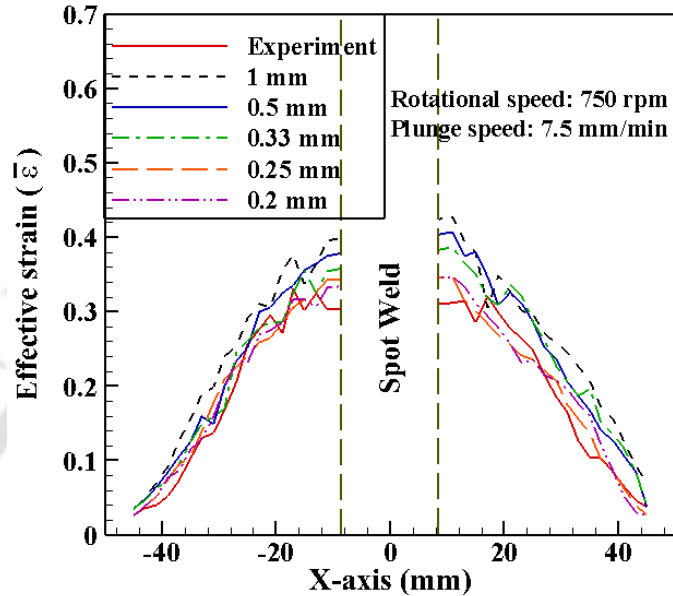 0.7
0.6
0.5
0.4
0.3
0.2
0.1
0
Effective strain ( ε̄ )
Experiment
1 mm
0.5 mm
0.33 mm
0.25 mm
0.2 mm
Rotational speed: 750 rpm
Plunge speed: 7.5 mm/min
Spot Weld
-40 -20 0 20 40
X-axis (mm)